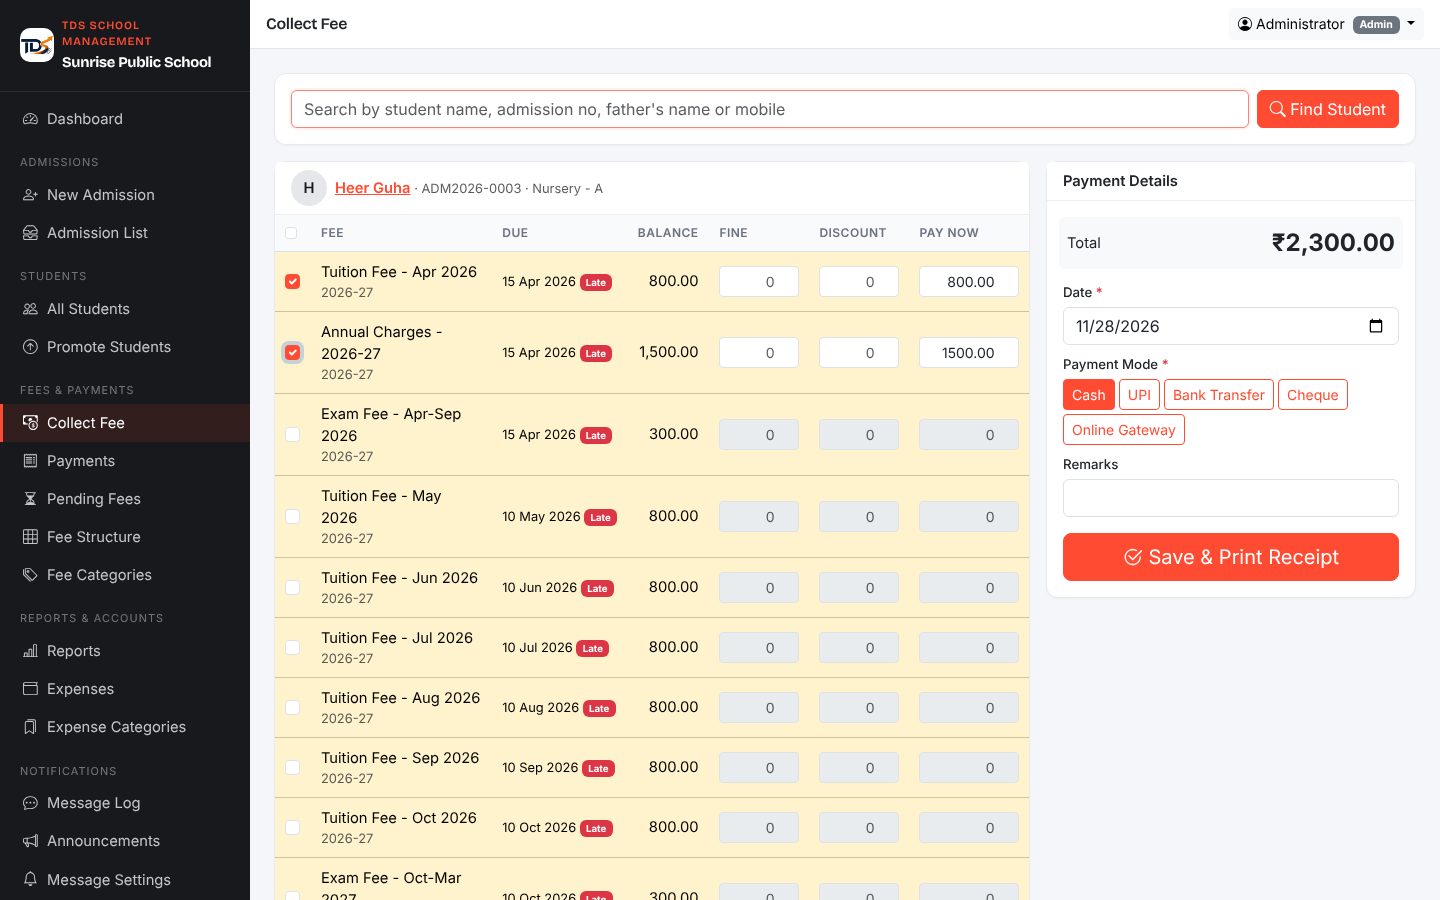 TDS SCHOOL
MANAGEMENT
Sunrise Public School
Dashboard
ADMISSIONS
New Admission
Admission List
STUDENTS
All Students
Promote Students
FEES & PAYMENTS
Collect Fee
Payments
Pending Fees
Fee Structure
Fee Categories
REPORTS & ACCOUNTS
Reports
Expenses
Expense Categories
NOTIFICATIONS
Message Log
Announcements
Message Settings
Collect Fee
Administrator Admin
Search by student name, admission no, father's name or mobile
Find Student
H Heer Guha · ADM2026-0003 · Nursery - A
FEE DUE BALANCE FINE DISCOUNT PAY NOW
Tuition Fee - Apr 2026
2026-27
15 Apr 2026 Late 800.00 0 0 800.00
Annual Charges -
2026-27
2026-27
15 Apr 2026 Late 1,500.00 0 0 1500.00
Exam Fee - Apr-Sep
2026
2026-27
15 Apr 2026 Late 300.00 0 0 0
Tuition Fee - May
2026
2026-27
10 May 2026 Late 800.00 0 0 0
Tuition Fee - Jun 2026
2026-27
10 Jun 2026 Late 800.00 0 0 0
Tuition Fee - Jul 2026
2026-27
10 Jul 2026 Late 800.00 0 0 0
Tuition Fee - Aug 2026
2026-27
10 Aug 2026 Late 800.00 0 0 0
Tuition Fee - Sep 2026
2026-27
10 Sep 2026 Late 800.00 0 0 0
Tuition Fee - Oct 2026
2026-27
10 Oct 2026 Late 800.00 0 0 0
Exam Fee - Oct-Mar
2027
10 Oct 2026 Late 300.00 0 0 0
Payment Details
Total ₹2,300.00
Date *
11/28/2026
Payment Mode *
Cash UPI Bank Transfer Cheque
Online Gateway
Remarks
Save & Print Receipt